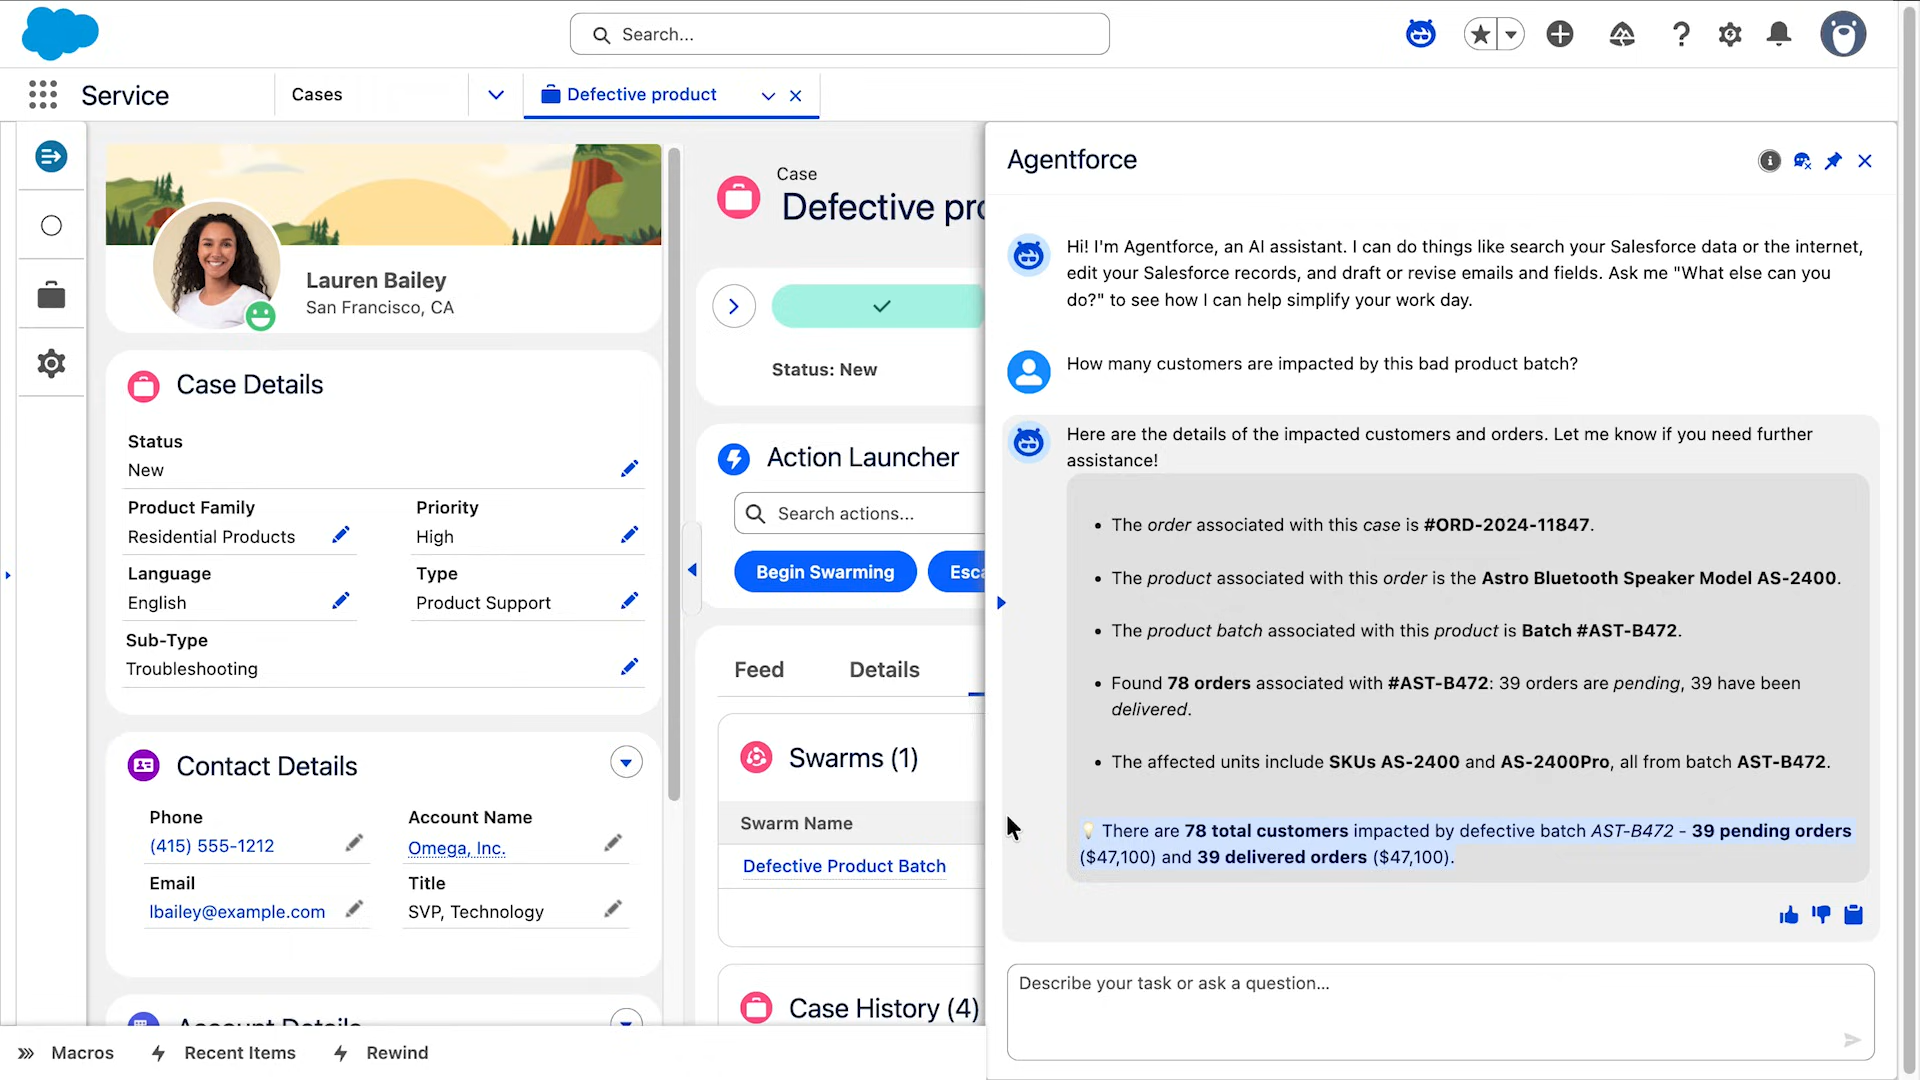 Search...
Service
Cases
Defective product
Lauren Bailey
San Francisco, CA
Case Details
Status
New
Product Family
Residential Products
Priority
High
Language
English
Type
Product Support
Sub-Type
Troubleshooting
Contact Details
Phone
(415) 555-1212
Account Name
Omega, Inc.
Email
lbailey@example.com
Title
SVP, Technology
Account Details
Case
Defective pro
Status: New
Action Launcher
Search actions...
Begin Swarming
Esca
Feed
Details
Swarms (1)
Swarm Name
Defective Product Batch
Case History (4)
Agentforce
Hi! I'm Agentforce, an AI assistant. I can do things like search your Salesforce data or the internet,
edit your Salesforce records, and draft or revise emails and fields. Ask me "What else can you
do?" to see how I can help simplify your work day.
How many customers are impacted by this bad product batch?
Here are the details of the impacted customers and orders. Let me know if you need further
assistance!
• The order associated with this case is #ORD-2024-11847.
• The product associated with this order is the Astro Bluetooth Speaker Model AS-2400.
• The product batch associated with this product is Batch #AST-B472.
• Found 78 orders associated with #AST-B472: 39 orders are pending, 39 have been
delivered.
• The affected units include SKUs AS-2400 and AS-2400Pro, all from batch AST-B472.
💡 There are 78 total customers impacted by defective batch AST-B472 - 39 pending orders
($47,100) and 39 delivered orders ($47,100).
Describe your task or ask a question...
Macros
Recent Items
Rewind